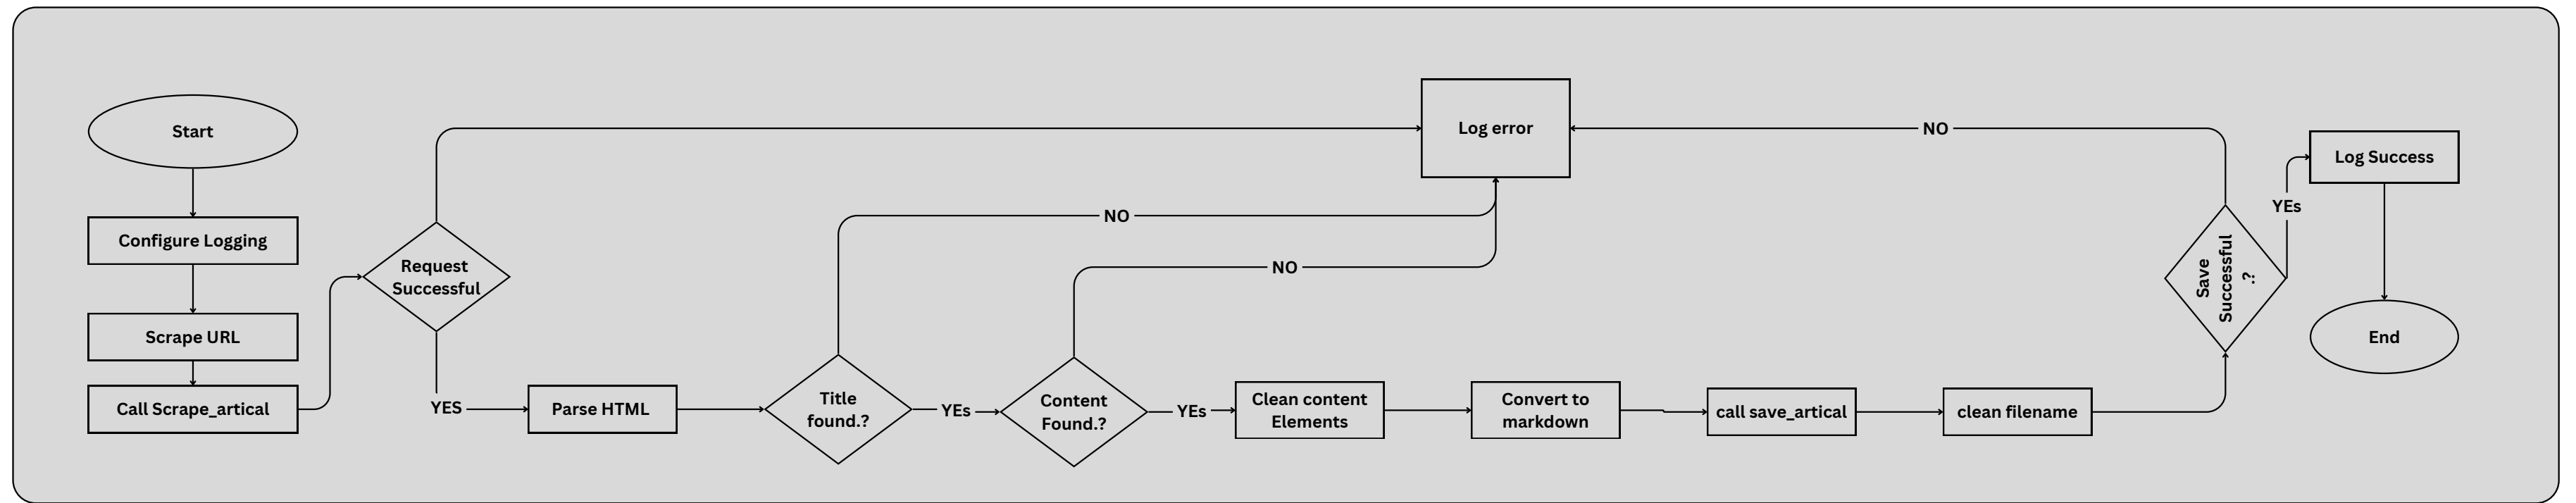 Start
Configure Logging
Scrape URL
Call Scrape_artical
Request
Successful
YES
Parse HTML
Title
found.?
NO
YEs
Content
Found.?
NO
YEs
Clean content
Elements
Convert to
markdown
call save_artical
clean filename
Save
Successful
.?
NO
Log error
YEs
Log Success
End